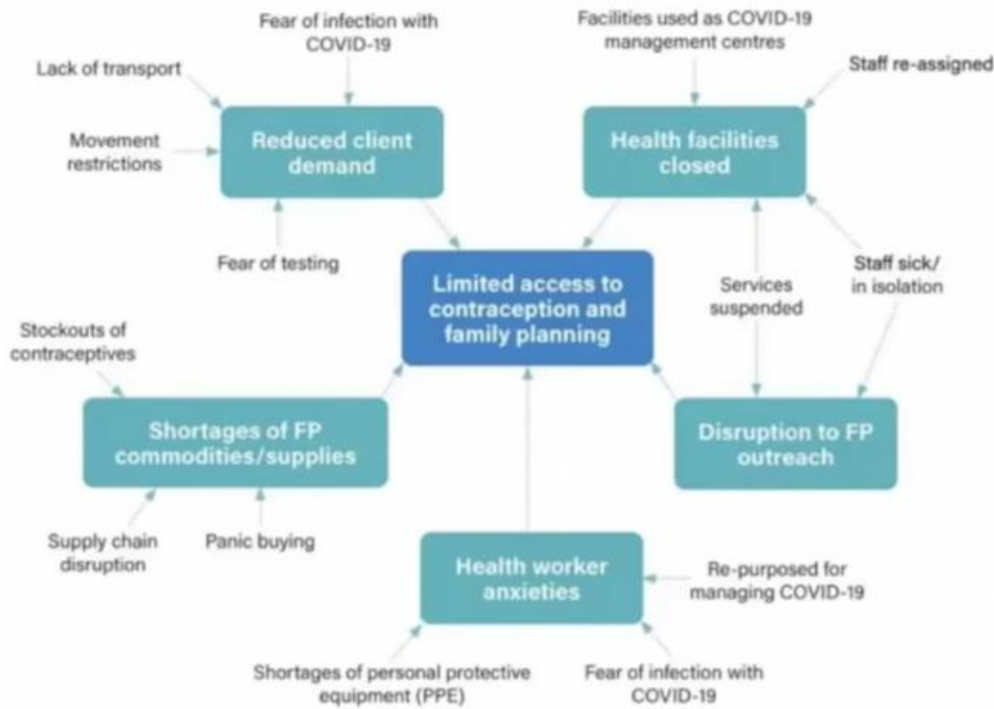 Fear of infection with
COVID-19
Facilities used as COVID-19
management centres
Lack of transport
Staff re-assigned
Movement
restrictions
Reduced client
demand
Health facilities
closed
Fear of testing
Limited access to
contraception and
family planning
Services
suspended
Staff sick/
in isolation
Stockouts of
contraceptives
Shortages of FP
commodities/supplies
Disruption to FP
outreach
Supply chain
disruption
Panic buying
Health worker
anxieties
Re-purposed for
managing COVID-19
Shortages of personal protective
equipment (PPE)
Fear of infection with
COVID-19